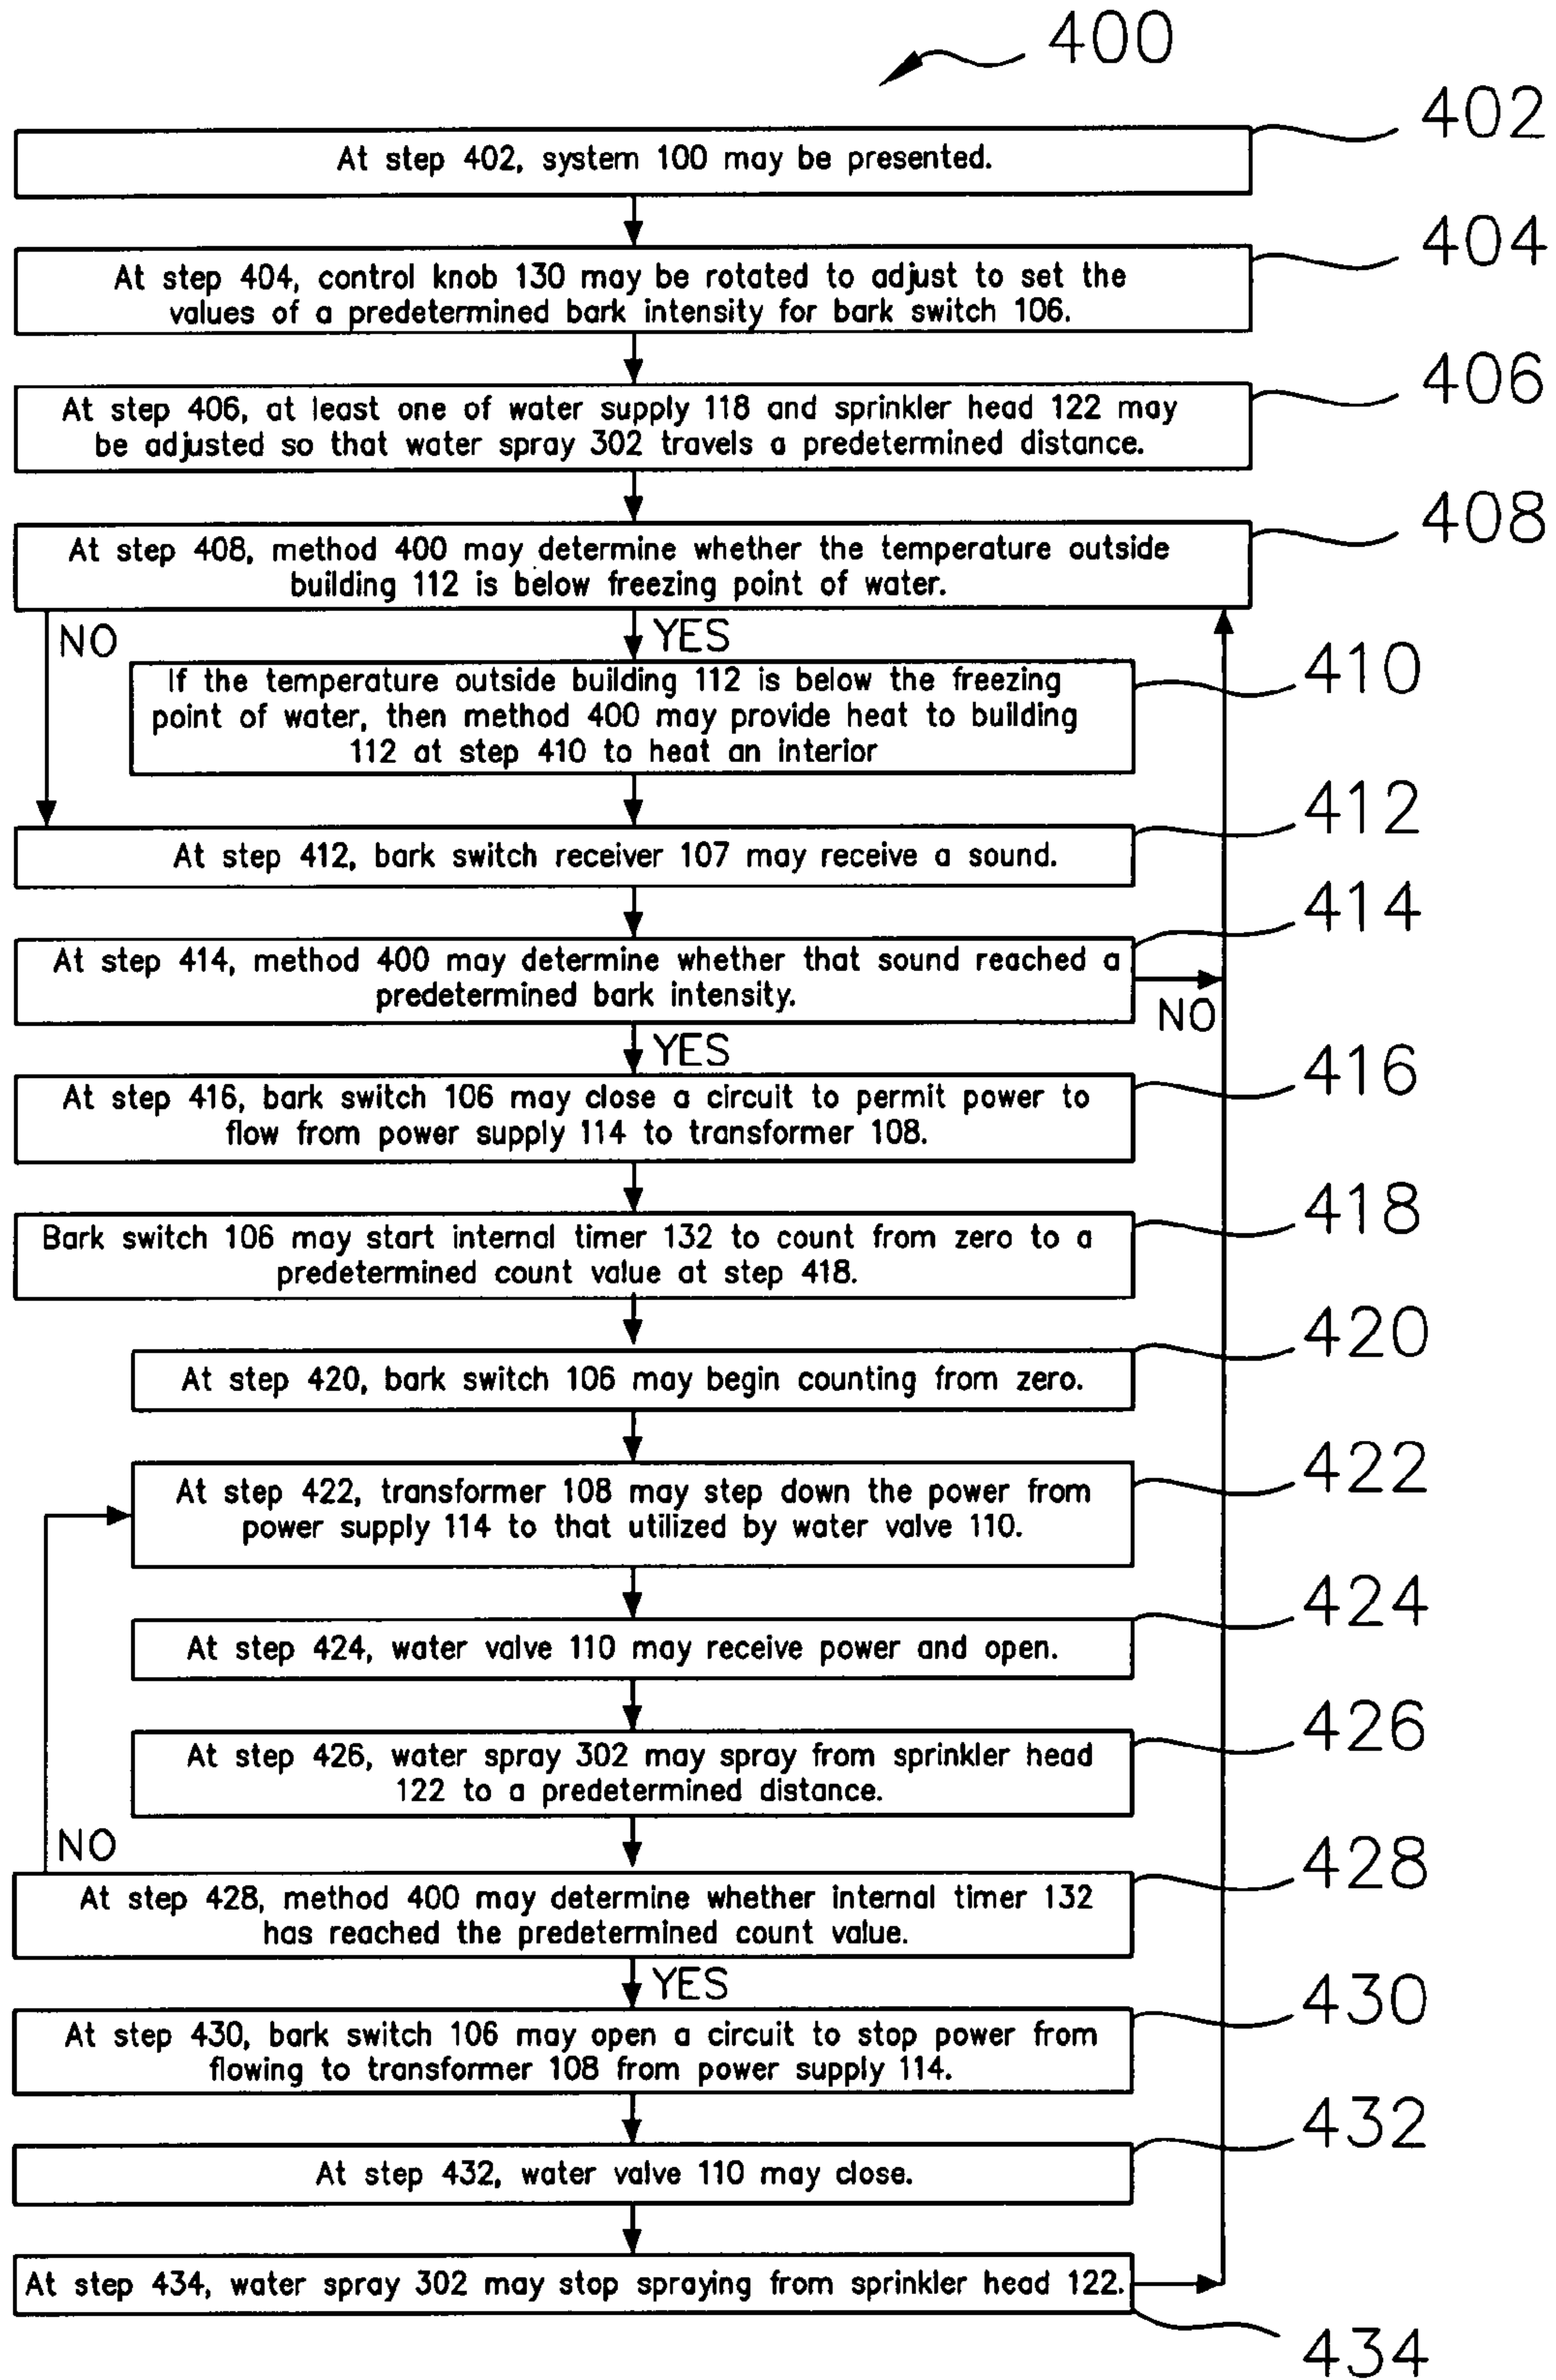 400
At step 402, system 100 may be presented.
402
At step 404, control knob 130 may be rotated to adjust to set the
values of a predetermined bark intensity for bark switch 106.
404
At step 406, at least one of water supply 118 and sprinkler head 122 may
be adjusted so that water spray 302 travels a predetermined distance.
406
At step 408, method 400 may determine whether the temperature outside
building 112 is below freezing point of water.
408
NO
YES
If the temperature outside building 112 is below the freezing
point of water, then method 400 may provide heat to building
112 at step 410 to heat an interior
410
At step 412, bark switch receiver 107 may receive a sound.
412
At step 414, method 400 may determine whether that sound reached a
predetermined bark intensity.
414
NO
YES
At step 416, bark switch 106 may close a circuit to permit power to
flow from power supply 114 to transformer 108.
416
Bark switch 106 may start internal timer 132 to count from zero to a
predetermined count value at step 418.
418
At step 420, bark switch 106 may begin counting from zero.
420
At step 422, transformer 108 may step down the power from
power supply 114 to that utilized by water valve 110.
422
At step 424, water valve 110 may receive power and open.
424
At step 426, water spray 302 may spray from sprinkler head
122 to a predetermined distance.
426
NO
At step 428, method 400 may determine whether internal timer 132
has reached the predetermined count value.
428
YES
At step 430, bark switch 106 may open a circuit to stop power from
flowing to transformer 108 from power supply 114.
430
At step 432, water valve 110 may close.
432
At step 434, water spray 302 may stop spraying from sprinkler head 122.
434